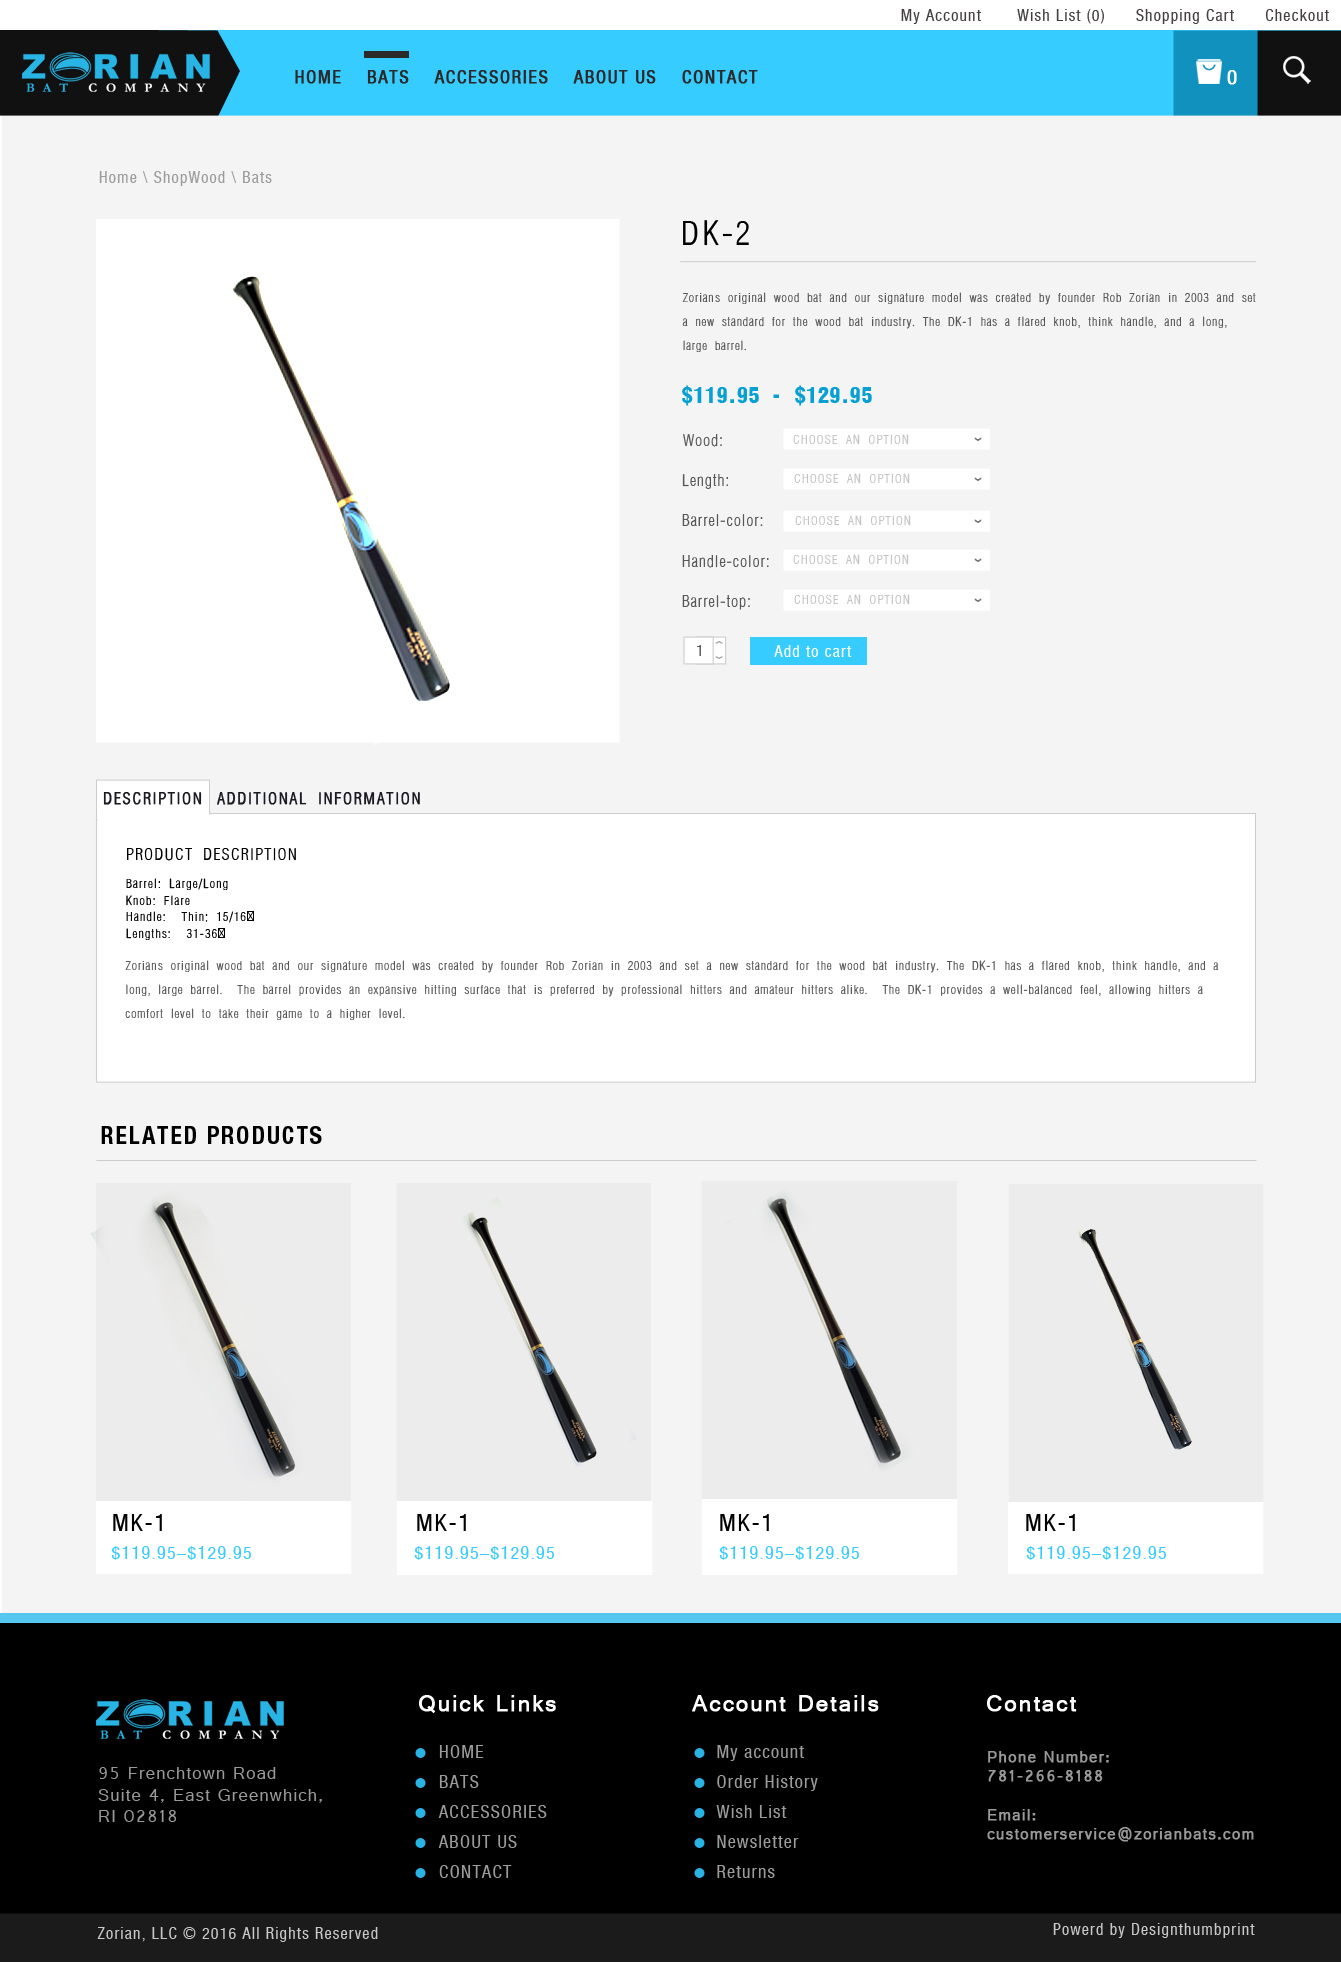 My Account Wish List (0) Shopping Cart Checkout
ZORIAN
BAT COMPANY
HOME BATS ACCESSORIES ABOUT US CONTACT
0
Home \ ShopWood \ Bats
DK-2
Zorians original wood bat and our signature model was created by founder Rob Zorian in 2003 and set
a new standard for the wood bat industry. The DK-1 has a flared knob, think handle, and a long,
large barrel.
$119.95 - $129.95
Wood: CHOOSE AN OPTION
Length: CHOOSE AN OPTION
Barrel-color: CHOOSE AN OPTION
Handle-color: CHOOSE AN OPTION
Barrel-top: CHOOSE AN OPTION
1 Add to cart
DESCRIPTION ADDITIONAL INFORMATION
PRODUCT DESCRIPTION
Barrel: Large/Long
Knob: Flare
Handle: Thin; 15/16
Lengths: 31-36
Zorians original wood bat and our signature model was created by founder Rob Zorian in 2003 and set a new standard for the wood bat industry. The DK-1 has a flared knob, think handle, and a
long, large barrel. The barrel provides an expansive hitting surface that is preferred by professional hitters and amateur hitters alike. The DK-1 provides a well-balanced feel, allowing hitters a
comfort level to take their game to a higher level.
RELATED PRODUCTS
MK-1 MK-1 MK-1 MK-1
$119.95–$129.95 $119.95–$129.95 $119.95–$129.95 $119.95–$129.95
ZORIAN
BAT COMPANY
95 Frenchtown Road
Suite 4, East Greenwhich,
RI 02818
Quick Links
HOME
BATS
ACCESSORIES
ABOUT US
CONTACT
Account Details
My account
Order History
Wish List
Newsletter
Returns
Contact
Phone Number:
781-266-8188
Email:
customerservice@zorianbats.com
Zorian, LLC © 2016 All Rights Reserved
Powerd by Designthumbprint